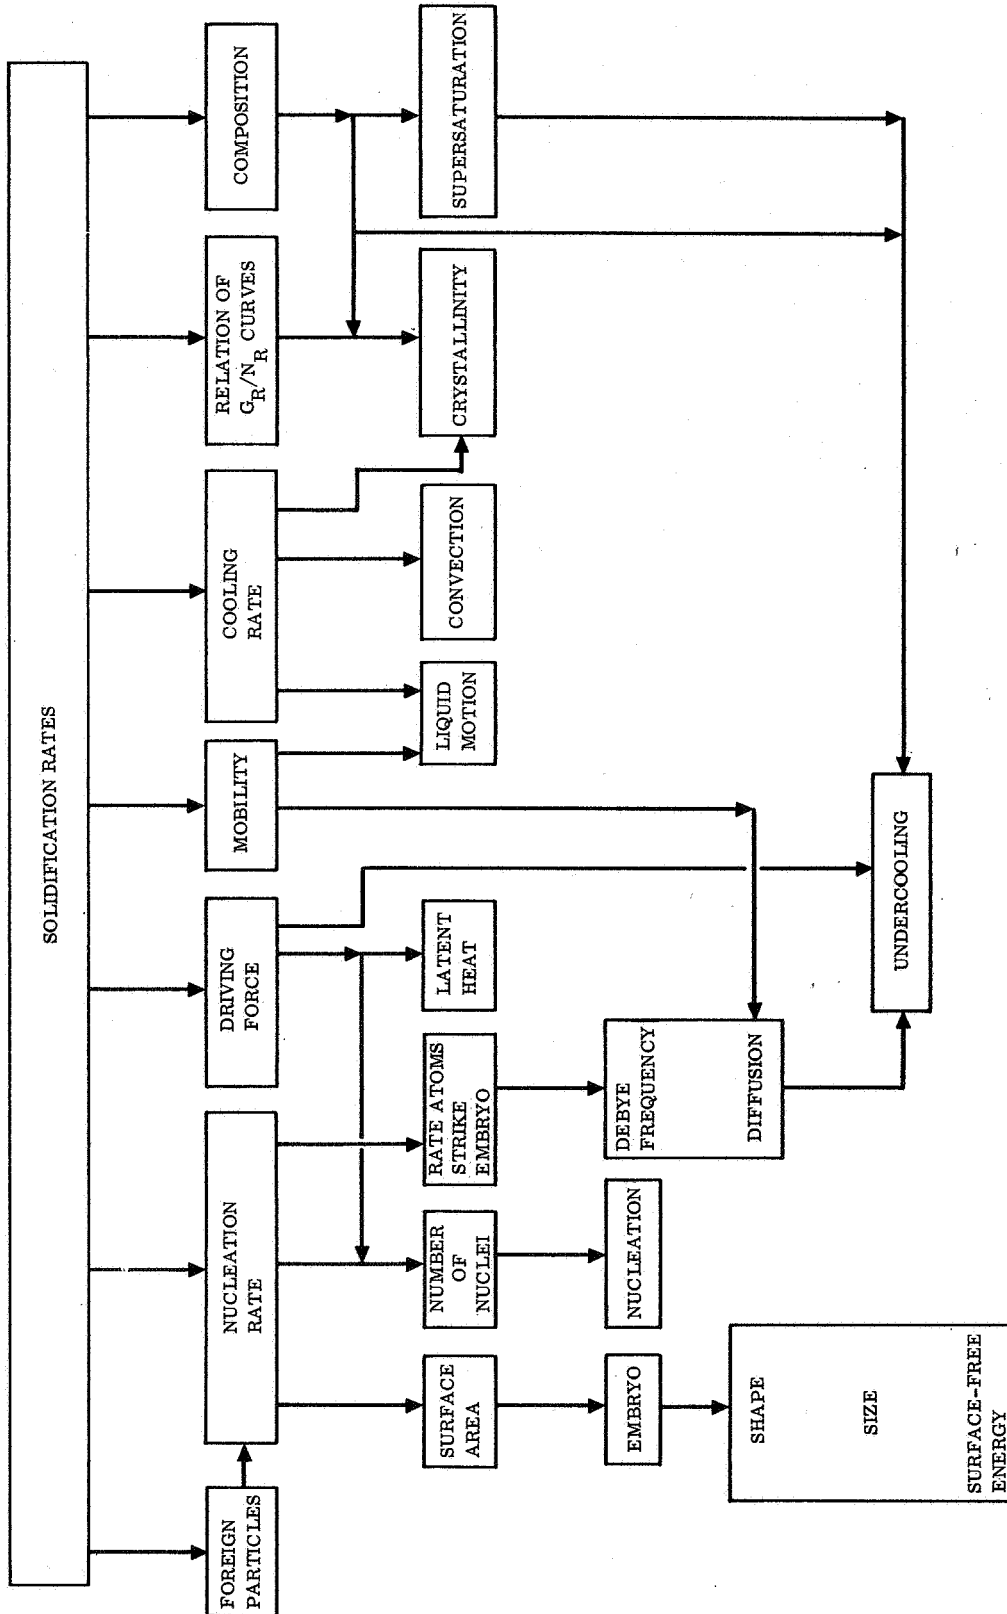 SOLIDIFICATION RATES
FOREIGN
PARTICLES
NUCLEATION
RATE
DRIVING
FORCE
MOBILITY
COOLING
RATE
RELATION OF
G_R/N_R CURVES
COMPOSITION
SURFACE
AREA
NUMBER
OF
NUCLEI
RATE ATOMS
STRIKE
EMBRYO
LATENT
HEAT
LIQUID
MOTION
CONVECTION
CRYSTALLINITY
SUPERSATURATION
EMBRYO
NUCLEATION
DEBYE
FREQUENCY
DIFFUSION
UNDERCOOLING
SHAPE
SIZE
SURFACE-FREE
ENERGY